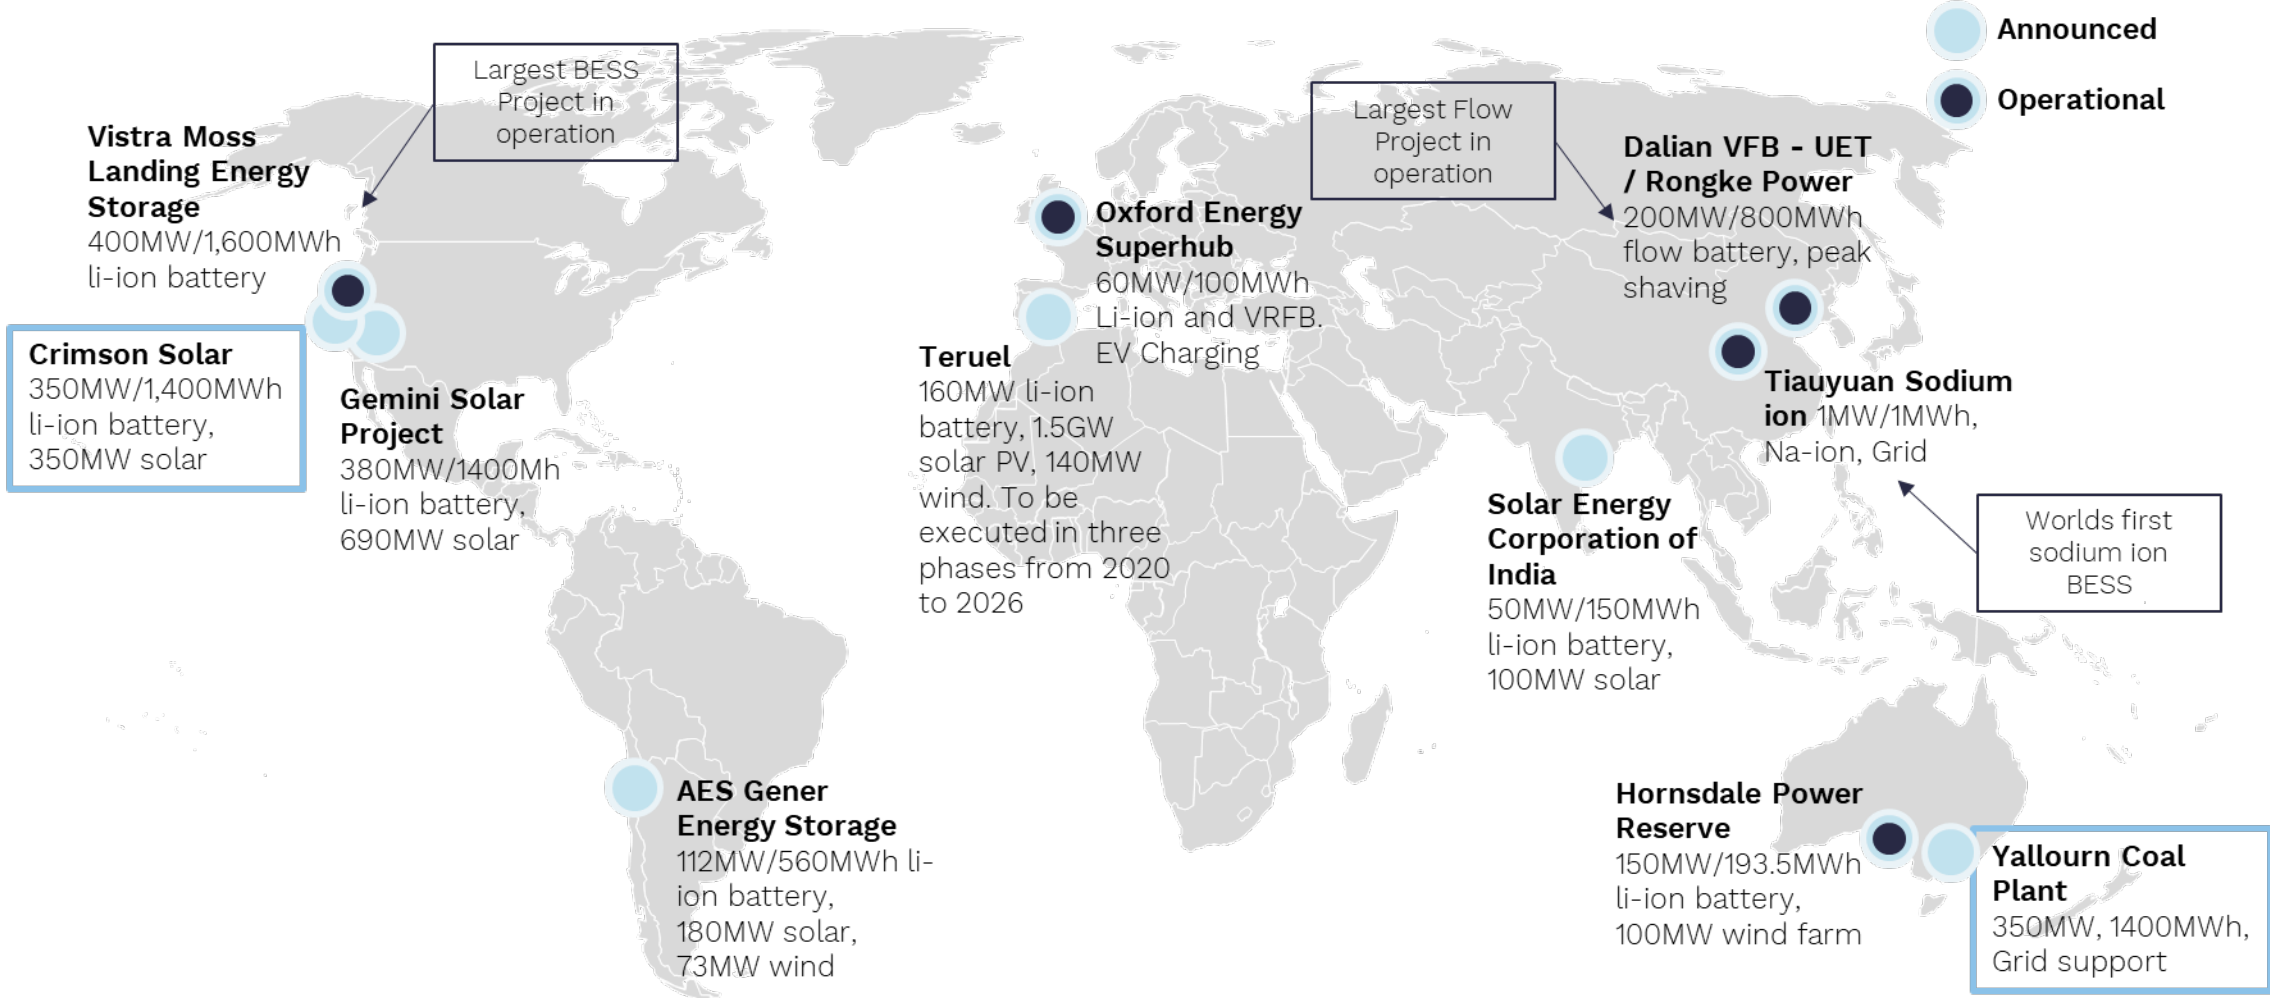 Announced
Operational
Largest BESS
Project in
operation
Vistra Moss
Landing Energy
Storage
400MW/1,600MWh
li-ion battery
Crimson Solar
350MW/1,400MWh
li-ion battery,
350MW solar
Gemini Solar
Project
380MW/1400Mh
li-ion battery,
690MW solar
AES Gener
Energy Storage
112MW/560MWh li-
ion battery,
180MW solar,
73MW wind
Oxford Energy
Superhub
60MW/100MWh
Li-ion and VRFB.
EV Charging
Teruel
160MW li-ion
battery, 1.5GW
solar PV, 140MW
wind. To be
executed in three
phases from 2020
to 2026
Largest Flow
Project in
operation
Dalian VFB - UET
/ Rongke Power
200MW/800MWh
flow battery, peak
shaving
Tiauyuan Sodium
ion 1MW/1MWh,
Na-ion, Grid
Worlds first
sodium ion
BESS
Solar Energy
Corporation of
India
50MW/150MWh
li-ion battery,
100MW solar
Hornsdale Power
Reserve
150MW/193.5MWh
li-ion battery,
100MW wind farm
Yallourn Coal
Plant
350MW, 1400MWh,
Grid support